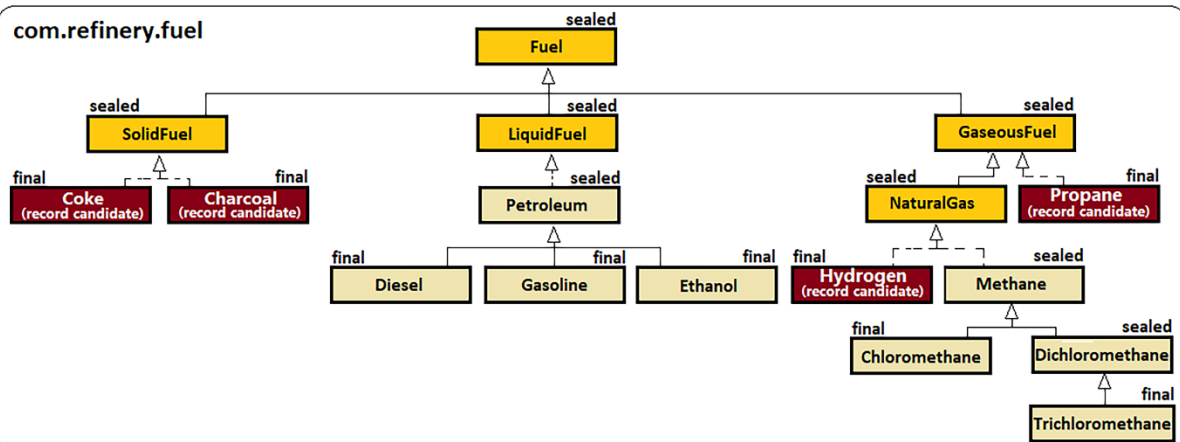 sealed
com.refinery.fuel
Fuel
sealed sealed sealed
SolidFuel LiquidFuel GaseousFuel
final final sealed sealed final
Coke Charcoal Petroleum NaturalGas Propane
(record candidate) (record candidate) (record candidate)
final final final final sealed
Diesel Gasoline Ethanol Hydrogen Methane
(record candidate)
final sealed
Chloromethane Dichloromethane
final
Trichloromethane